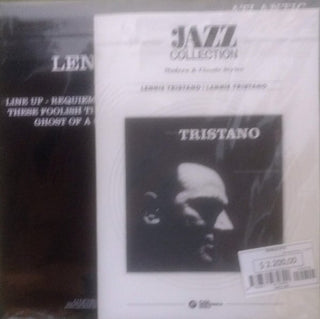 ATLANTIC
LEN
LINE UP - REQUIEM
THESE FOOLISH TH
GHOST OF A
JAZZ
COLLECTION
LENNIE TRISTANO / LENNIE TRISTANO
TRISTANO
$ 2.200,00